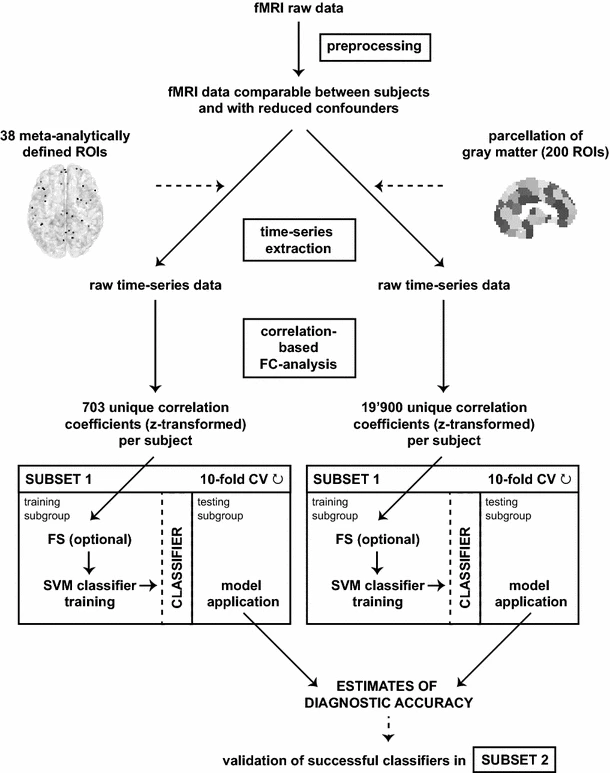 fMRI raw data
preprocessing
fMRI data comparable between subjects
and with reduced confounders
38 meta-analytically
defined ROIs
parcellation of
gray matter (200 ROIs)
time-series
extraction
raw time-series data
raw time-series data
correlation-
based
FC-analysis
703 unique correlation
coefficients (z-transformed)
per subject
19’900 unique correlation
coefficients (z-transformed)
per subject
SUBSET 1
10-fold CV ↻
training
subgroup
FS (optional)
SVM classifier
training
CLASSIFIER
testing
subgroup
model
application
SUBSET 1
10-fold CV ↻
training
subgroup
FS (optional)
SVM classifier
training
CLASSIFIER
testing
subgroup
model
application
ESTIMATES OF
DIAGNOSTIC ACCURACY
validation of successful classifiers in SUBSET 2